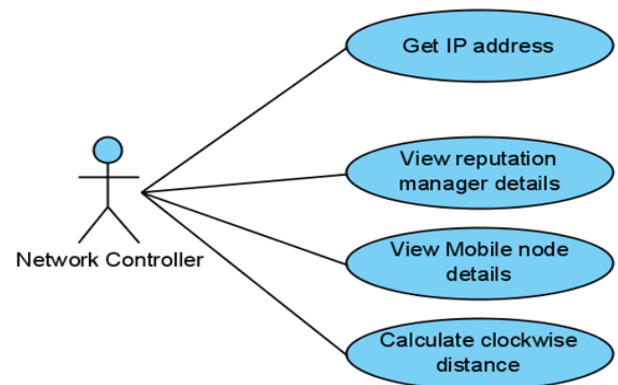 Get IP address
View reputation
manager details
Network Controller
View Mobile node
details
Calculate clockwise
distance